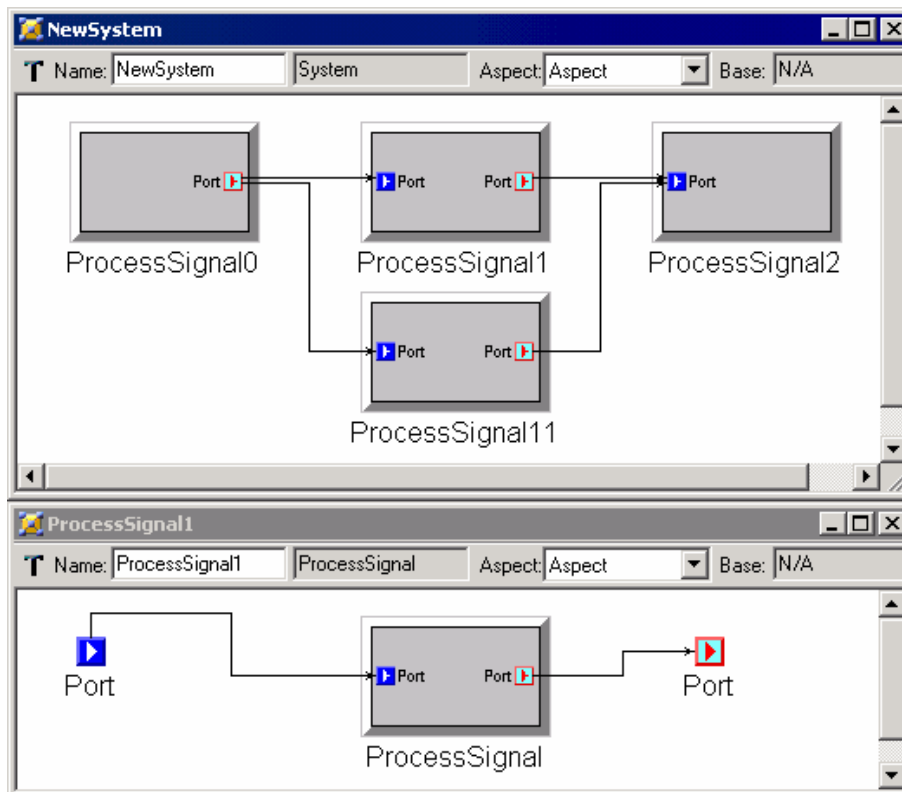 NewSystem
Name: NewSystem System Aspect: Aspect Base: N/A
Port Port Port Port
ProcessSignal0 ProcessSignal1 ProcessSignal2
Port Port
ProcessSignal11
ProcessSignal1
Name: ProcessSignal1 ProcessSignal Aspect: Aspect Base: N/A
Port Port
Port Port
ProcessSignal